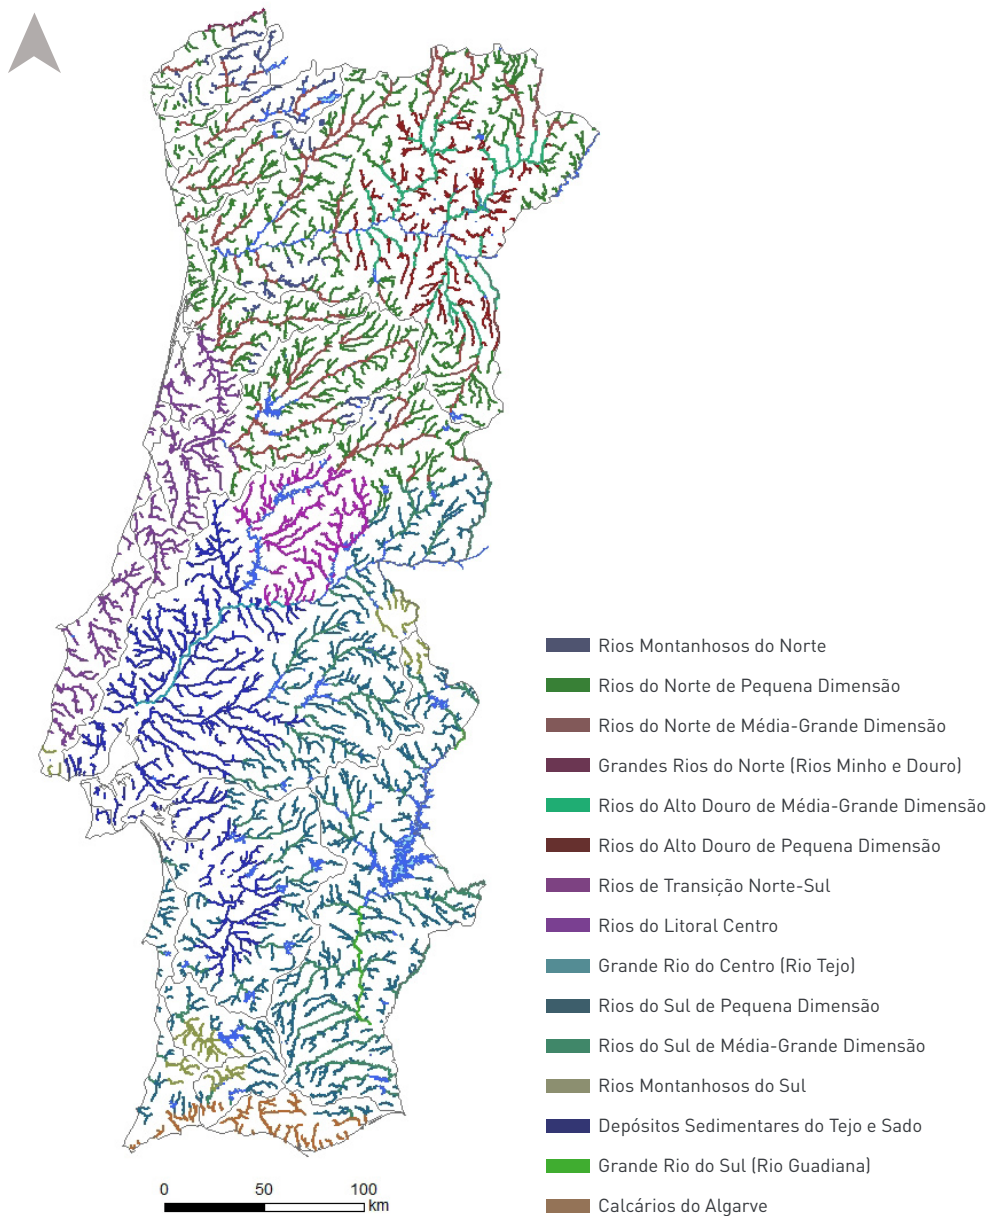 Rios Montanhosos do Norte
Rios do Norte de Pequena Dimensão
Rios do Norte de Média-Grande Dimensão
Grandes Rios do Norte (Rios Minho e Douro)
Rios do Alto Douro de Média-Grande Dimensão
Rios do Alto Douro de Pequena Dimensão
Rios de Transição Norte-Sul
Rios do Litoral Centro
Grande Rio do Centro (Rio Tejo)
Rios do Sul de Pequena Dimensão
Rios do Sul de Média-Grande Dimensão
Rios Montanhosos do Sul
Depósitos Sedimentares do Tejo e Sado
Grande Rio do Sul (Rio Guadiana)
Calcários do Algarve
0 50 100
km